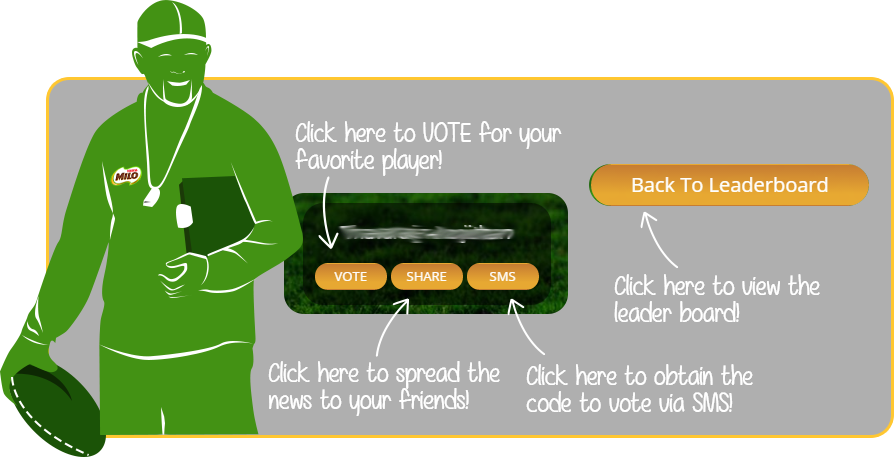 Click here to VOTE for your
favorite player!
Back To Leaderboard
MILO
VOTE
SHARE
SMS
Click here to view the
leader board!
Click here to spread the
news to your friends!
Click here to obtain the
code to vote via SMS!